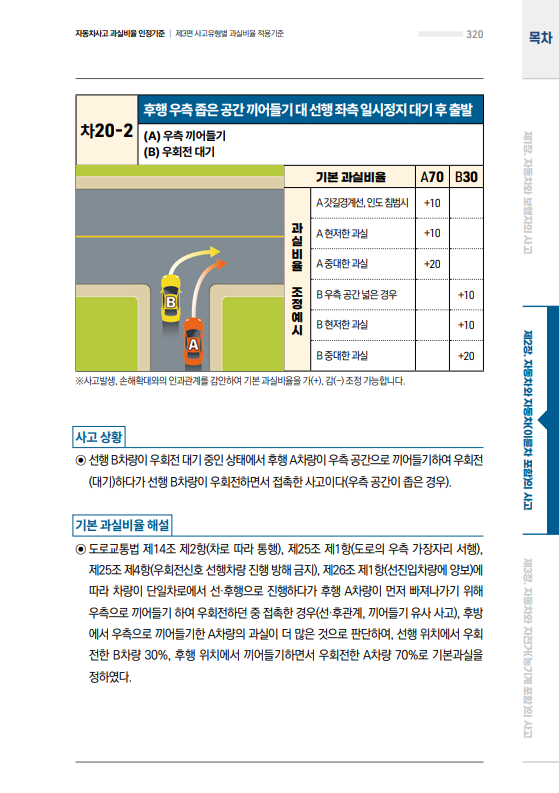 자동차사고 과실비율 인정기준 | 제3편 사고유형별 과실비율 적용기준
320
목차
차20-2
후행 우측 좁은 공간 끼어들기 대 선행 좌측 일시정지 대기 후 출발
(A) 우측 끼어들기
(B) 우회전 대기
B
A
기본 과실비율 A70 B30
과실비율 조정예시
A 갓길경계선, 인도 침범시 +10
A 현저한 과실 +10
A 중대한 과실 +20
B 우측 공간 넓은 경우 +10
B 현저한 과실 +10
B 중대한 과실 +20
※사고발생, 손해확대와의 인과관계를 감안하여 기본 과실비율을 가(+), 감(-) 조정 가능합니다.
사고 상황
◉ 선행 B차량이 우회전 대기 중인 상태에서 후행 A차량이 우측 공간으로 끼어들기하여 우회전
(대기)하다가 선행 B차량이 우회전하면서 접촉한 사고이다(우측 공간이 좁은 경우).
기본 과실비율 해설
◉ 도로교통법 제14조 제2항(차로 따라 통행), 제25조 제1항(도로의 우측 가장자리 서행),
제25조 제4항(우회전신호 선행차량 진행 방해 금지), 제26조 제1항(선진입차량에 양보)에
따라 차량이 단일차로에서 선·후행으로 진행하다가 후행 A차량이 먼저 빠져나가기 위해
우측으로 끼어들기 하여 우회전하던 중 접촉한 경우(선·후관계, 끼어들기 유사 사고), 후방
에서 우측으로 끼어들기한 A차량의 과실이 더 많은 것으로 판단하여, 선행 위치에서 우회
전한 B차량 30%, 후행 위치에서 끼어들기하면서 우회전한 A차량 70%로 기본과실을
정하였다.
제1장. 자동차와 보행자의 사고
제2장. 자동차와 자동차(이륜차 포함)의 사고
제3장. 자동차와 자전거(농기계 포함)의 사고